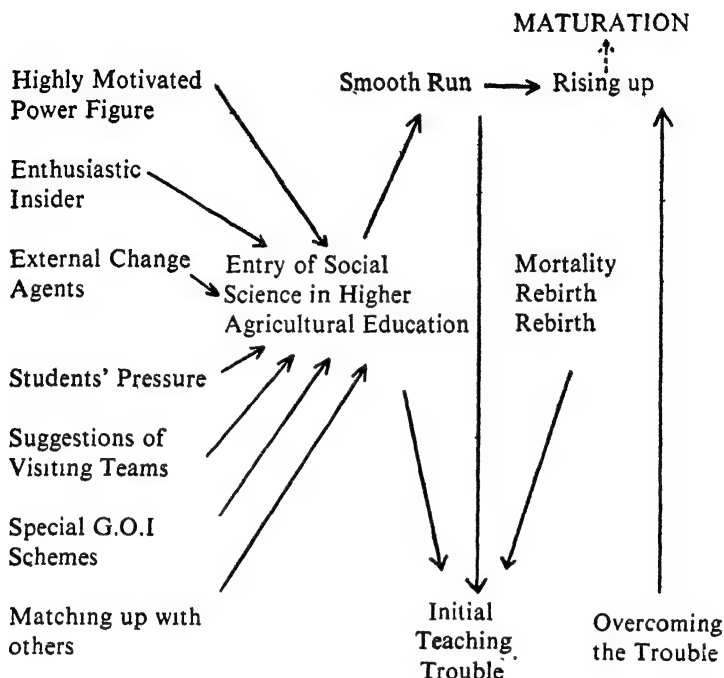 MATURATION
Highly Motivated
Power Figure
Smooth Run
Rising up
Enthusiastic
Insider
External Change
Agents
Entry of Social
Science in Higher
Agricultural Education
Mortality
Rebirth
Rebirth
Students' Pressure
Suggestions of
Visiting Teams
Special G.O.I
Schemes
Matching up with
others
Initial
Teaching
Trouble
Overcoming
the Trouble